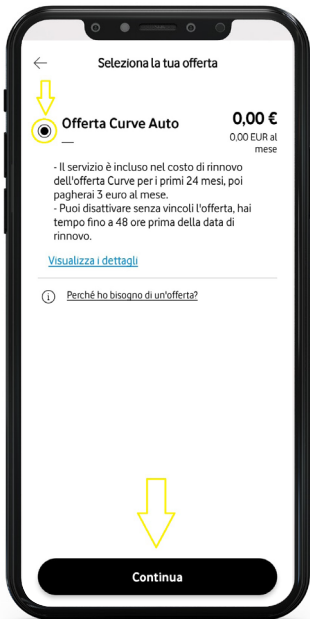 Seleziona la tua offerta
Offerta Curve Auto
0,00 €
0,00 EUR al
mese
- Il servizio è incluso nel costo di rinnovo
dell'offerta Curve per i primi 24 mesi, poi
pagherai 3 euro al mese.
- Puoi disattivare senza vincoli l'offerta, hai
tempo fino a 48 ore prima della data di
rinnovo.
Visualizza i dettagli
Perché ho bisogno di un'offerta?
Continua